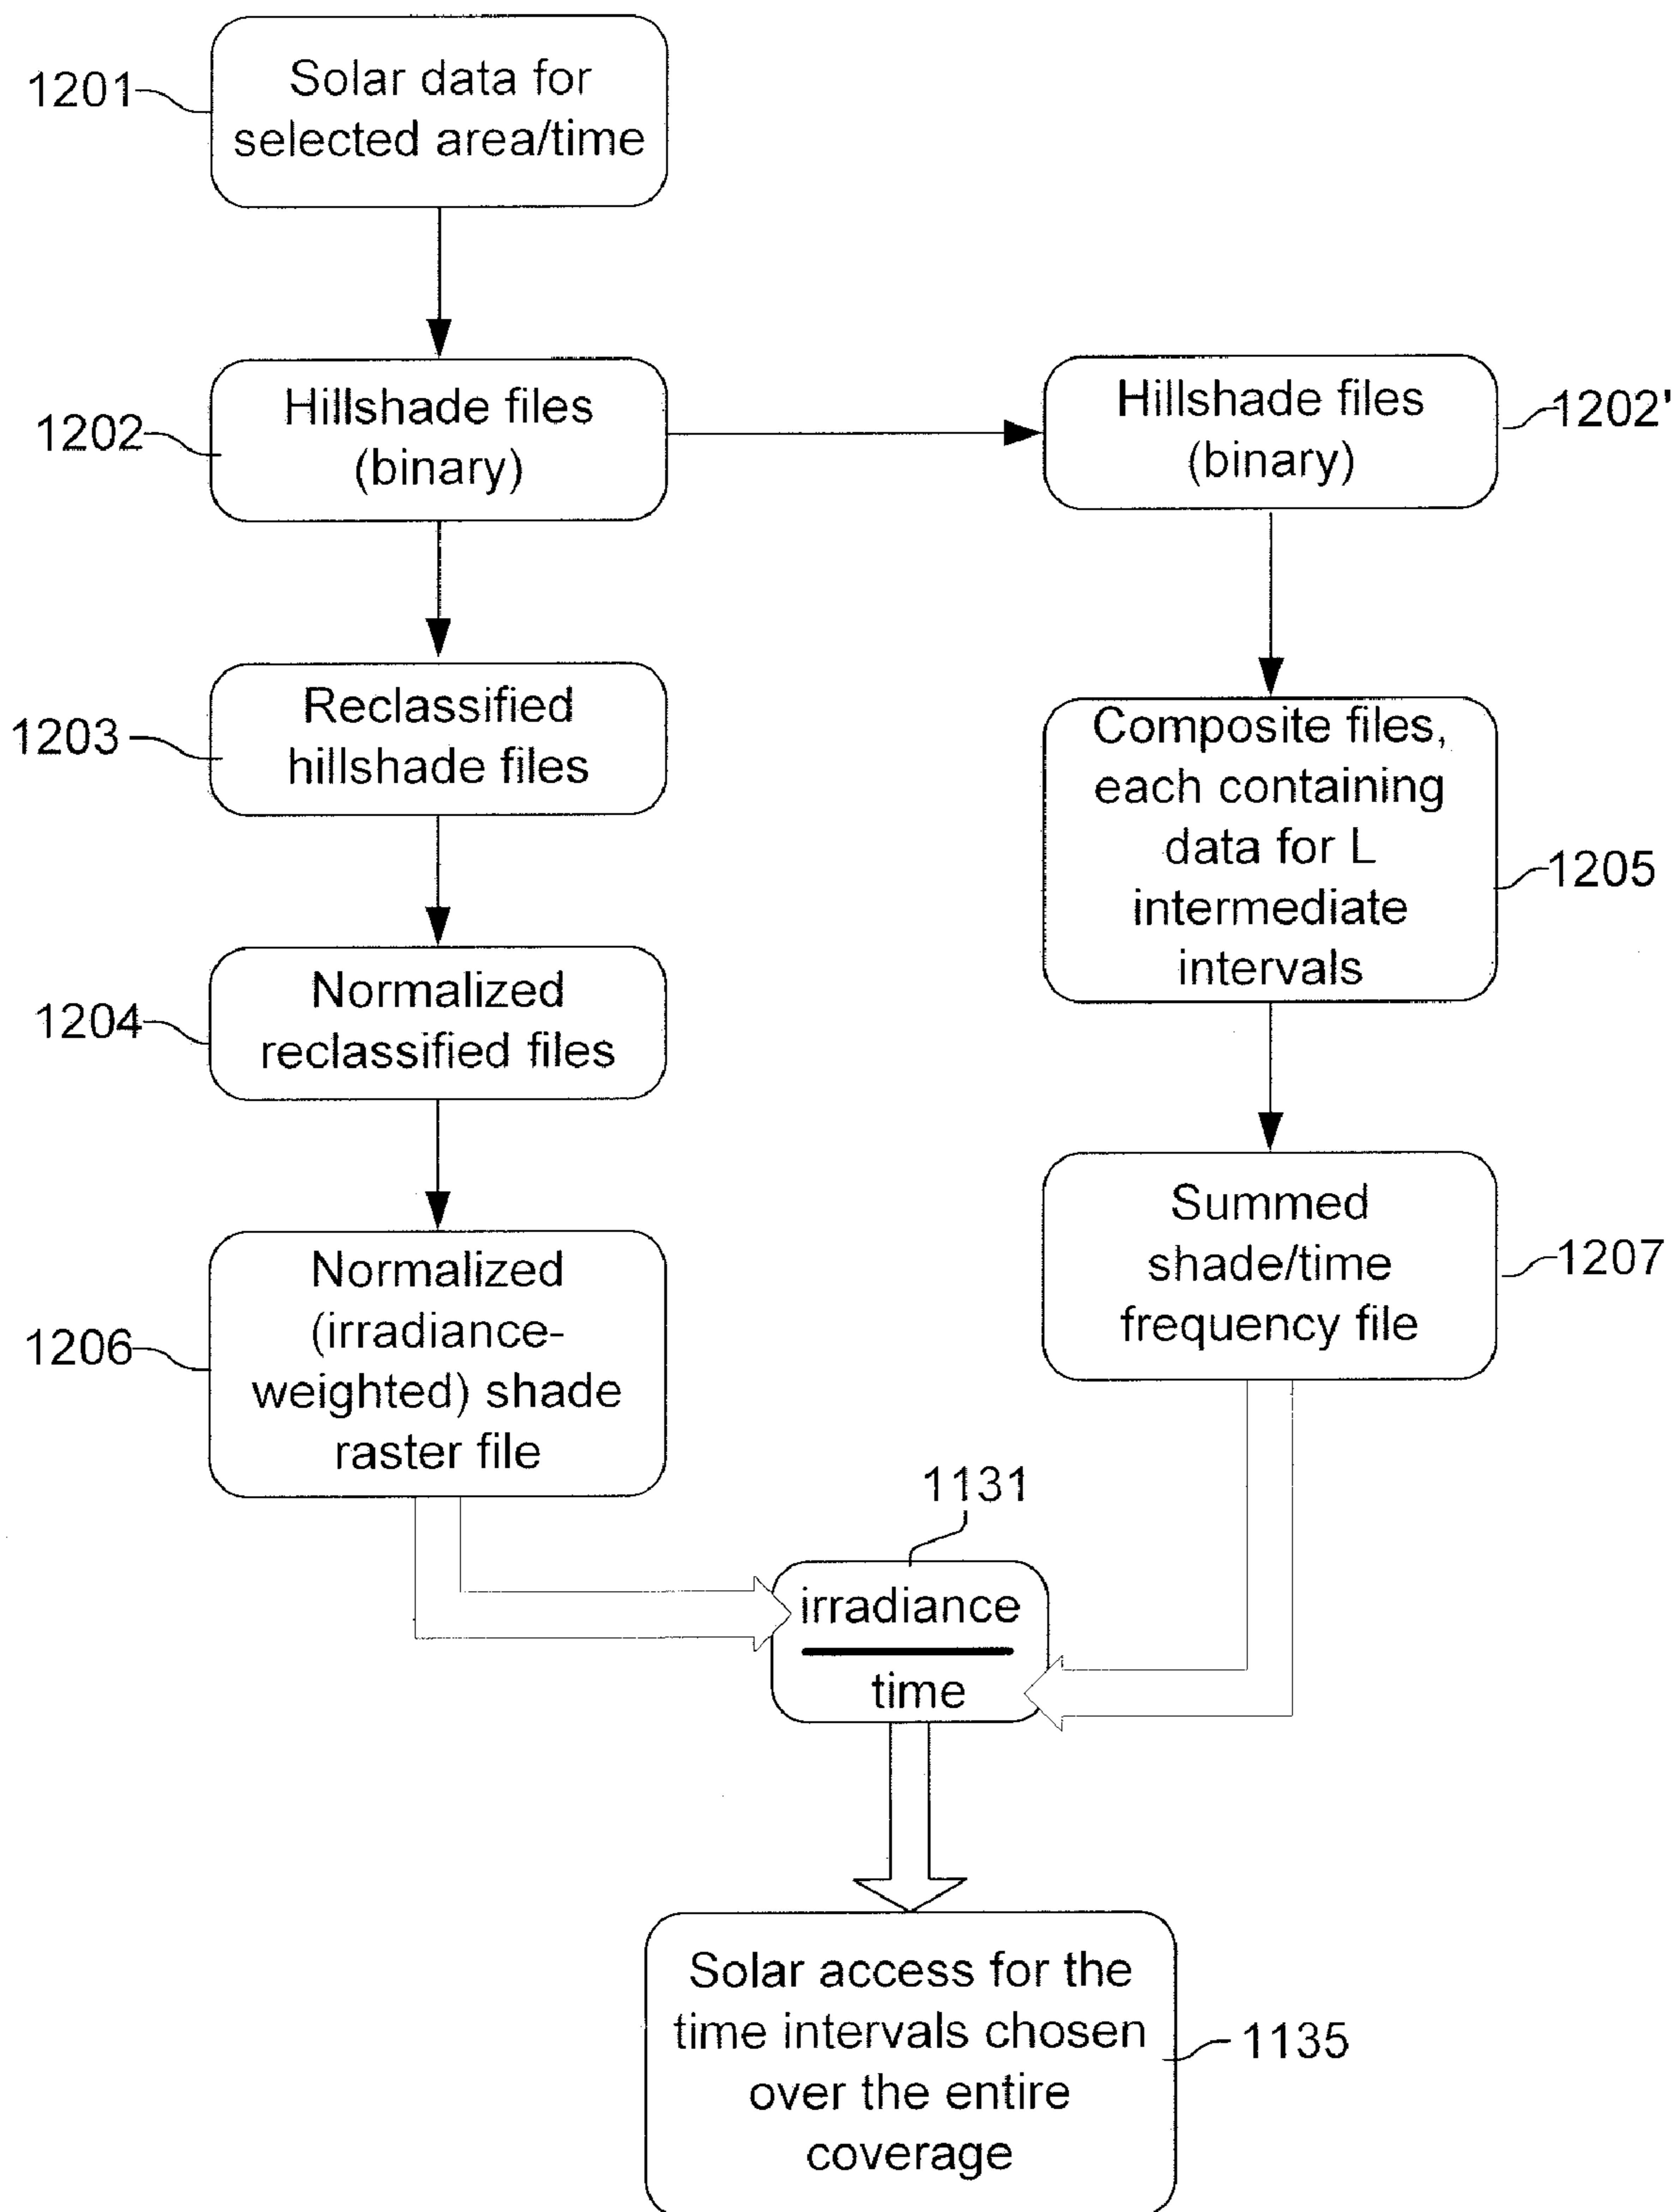 1201
Solar data for
selected area/time
1202
Hillshade files
(binary)
Hillshade files
(binary)
1202'
1203
Reclassified
hillshade files
Composite files,
each containing
data for L
intermediate
intervals
1205
1204
Normalized
reclassified files
Summed
shade/time
frequency file
1207
1206
Normalized
(irradiance-
weighted) shade
raster file
1131
irradiance
time
Solar access for the
time intervals chosen
over the entire
coverage
1135